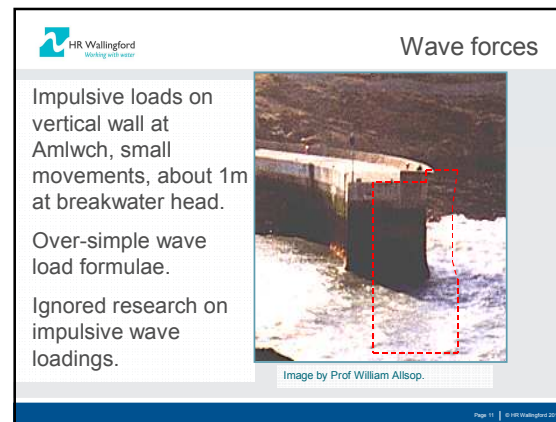 HR Wallingford
Working with water
Wave forces
Impulsive loads on
vertical wall at
Amlwch, small
movements, about 1m
at breakwater head.
Over-simple wave
load formulae.
Ignored research on
impulsive wave
loadings.
Image by Prof William Allsop.
Page 11 © HR Wallingford